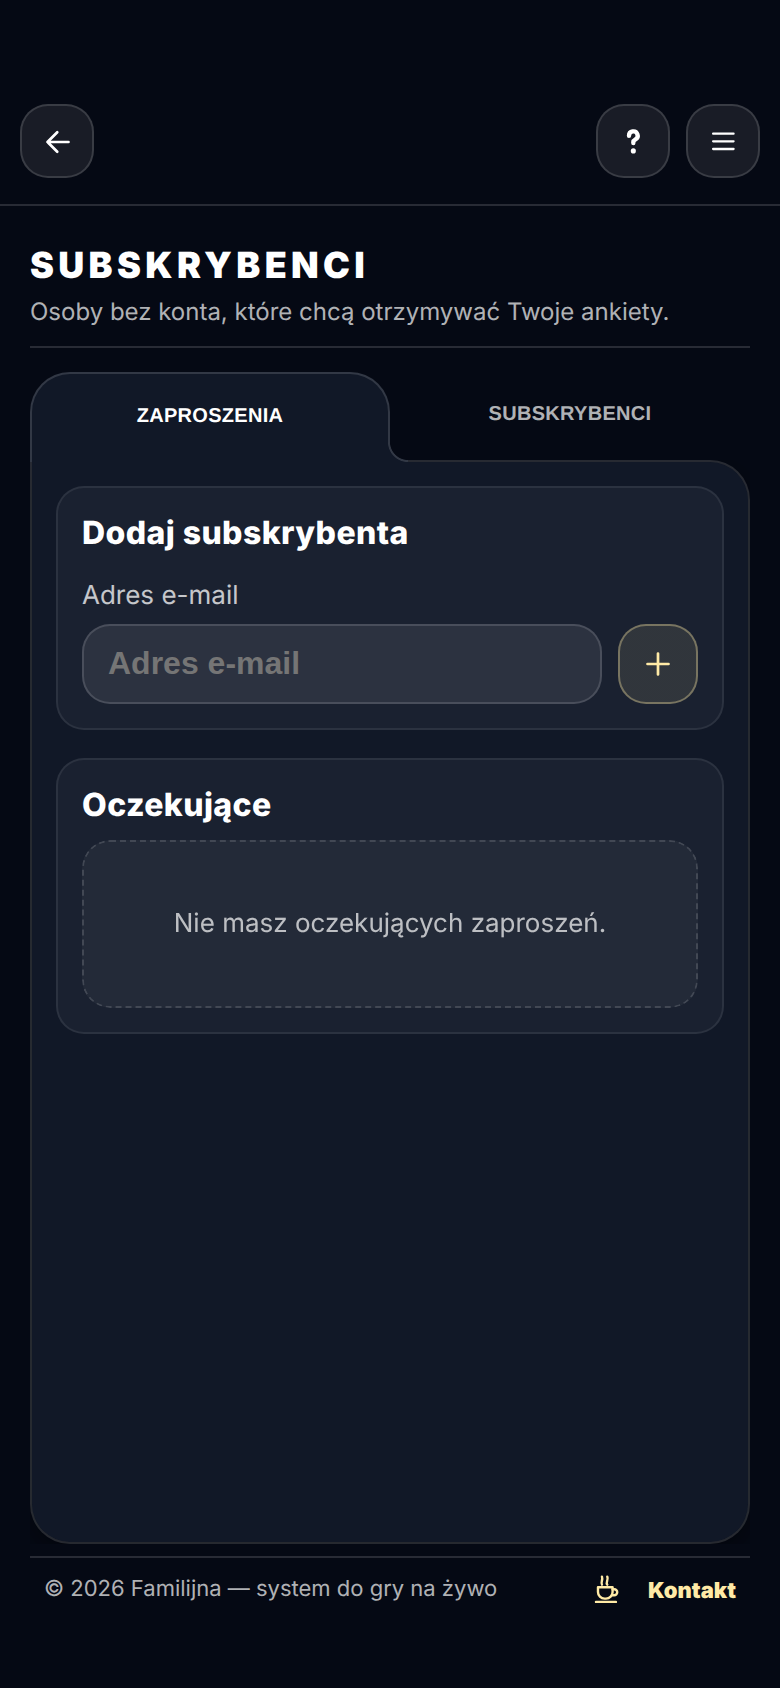 ?
SUBSKRYBENCI
Osoby bez konta, które chcą otrzymywać Twoje ankiety.
ZAPROSZENIA
SUBSKRYBENCI
Dodaj subskrybenta
Adres e-mail
Adres e-mail
Oczekujące
Nie masz oczekujących zaproszeń.
© 2026 Familijna — system do gry na żywo
Kontakt